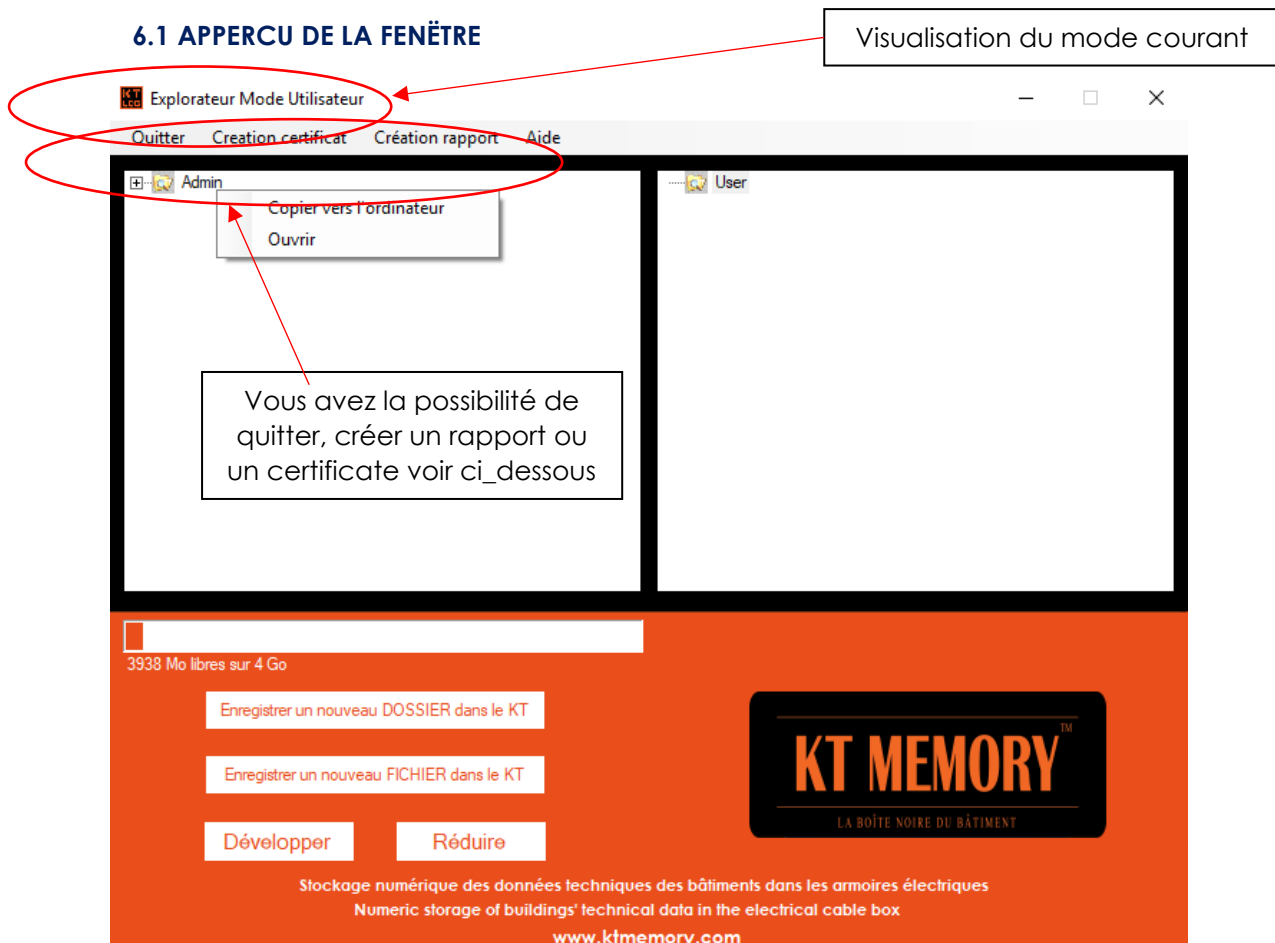 6.1 APPERCU DE LA FENËTRE
Visualisation du mode courant
KT
LCG
Explorateur Mode Utilisateur
Quitter Creation certificat Création rapport Aide
Admin
User
Copier vers l'ordinateur
Ouvrir
Vous avez la possibilité de
quitter, créer un rapport ou
un certificate voir ci_dessous
3938 Mo libres sur 4 Go
Enregistrer un nouveau DOSSIER dans le KT
Enregistrer un nouveau FICHIER dans le KT
Développer
Réduire
KT MEMORY™
LA BOÎTE NOIRE DU BÂTIMENT
Stockage numérique des données techniques des bâtiments dans les armoires électriques
Numeric storage of buildings' technical data in the electrical cable box
www.ktmemory.com